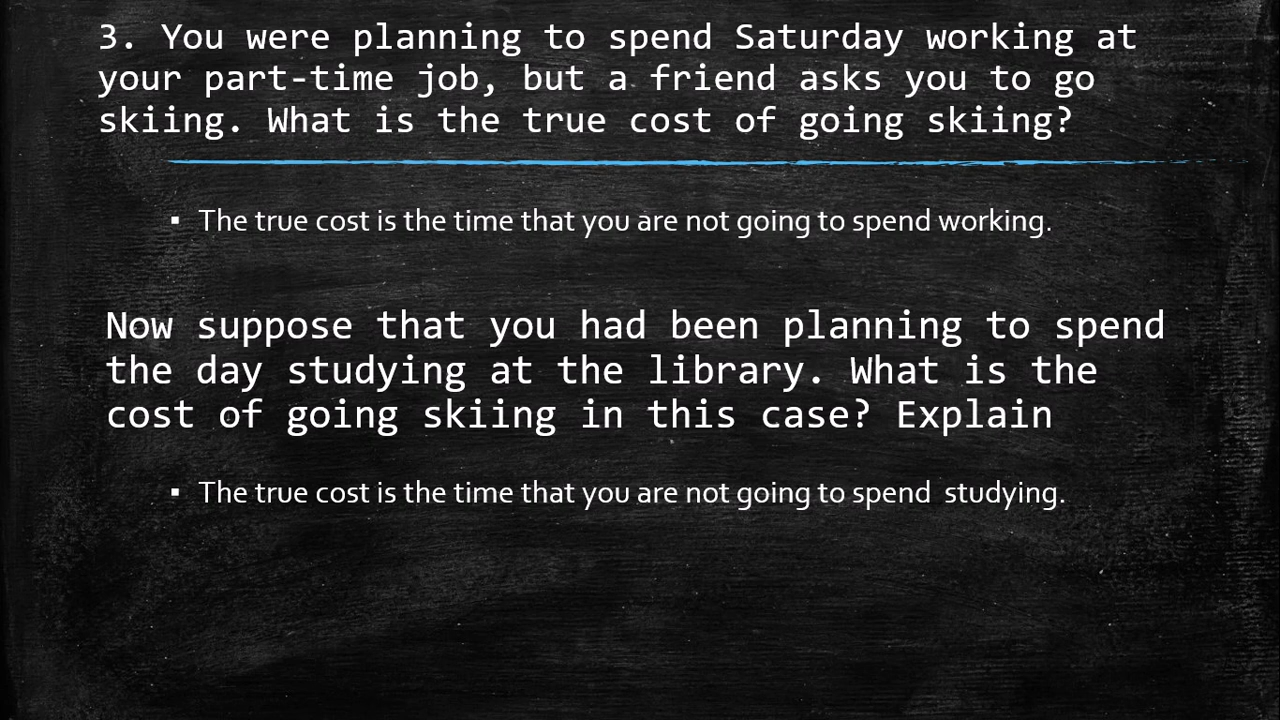 3. You were planning to spend Saturday working at
your part-time job, but a friend asks you to go
skiing. What is the true cost of going skiing?
▪ The true cost is the time that you are not going to spend working.
Now suppose that you had been planning to spend
the day studying at the library. What is the
cost of going skiing in this case? Explain
▪ The true cost is the time that you are not going to spend  studying.